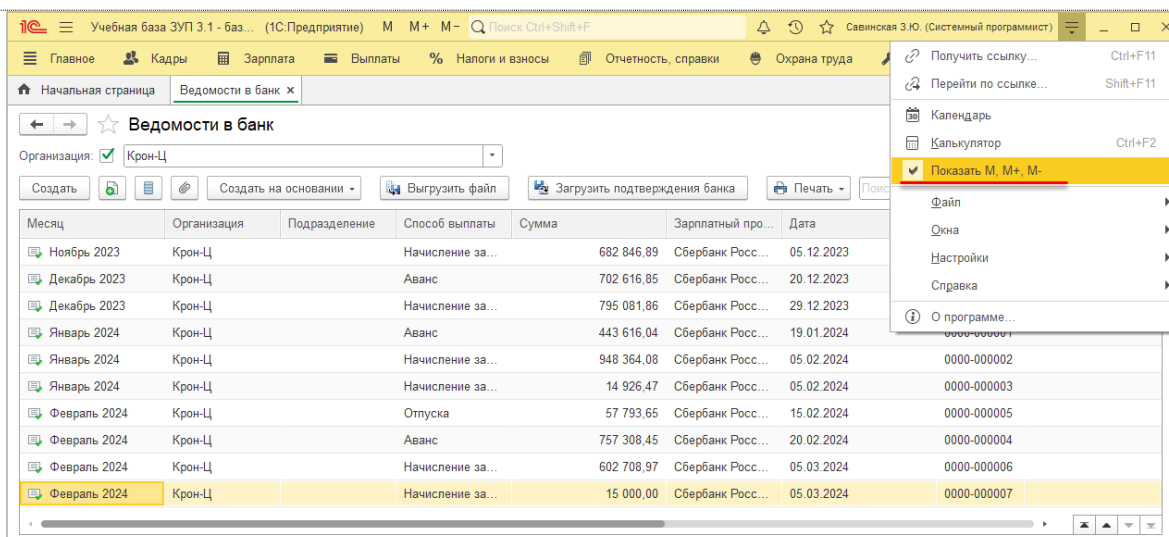 1С Учебная база ЗУП 3.1 - баз... (1С:Предприятие) M M+ M- Поиск Ctrl+Shift+F Савинская З.Ю. (Системный программист)
Главное Кадры Зарплата Выплаты % Налоги и взносы Отчетность, справки Охрана труда
Получить ссылку... Ctrl+F11
Начальная страница Ведомости в банк ×
Перейти по ссылке... Shift+F11
Ведомости в банк
30 Календарь
Организация: Крон-Ц
Калькулятор Ctrl+F2
Показать M, M+, M-
Создать Создать на основании Выгрузить файл Загрузить подтверждения банка Печать Поис
Файл
Окна
Настройки
Справка
О программе...
Месяц Организация Подразделение Способ выплаты Сумма Зарплатный про... Дата
Ноябрь 2023 Крон-Ц Начисление за... 682 846,89 Сбербанк Росс... 05.12.2023
Декабрь 2023 Крон-Ц Аванс 702 616,85 Сбербанк Росс... 20.12.2023
Декабрь 2023 Крон-Ц Начисление за... 795 081,86 Сбербанк Росс... 29.12.2023
Январь 2024 Крон-Ц Аванс 443 616,04 Сбербанк Росс... 19.01.2024 0000-000001
Январь 2024 Крон-Ц Начисление за... 948 364,08 Сбербанк Росс... 05.02.2024 0000-000002
Январь 2024 Крон-Ц Начисление за... 14 926,47 Сбербанк Росс... 05.02.2024 0000-000003
Февраль 2024 Крон-Ц Отпуска 57 793,65 Сбербанк Росс... 15.02.2024 0000-000005
Февраль 2024 Крон-Ц Аванс 757 308,45 Сбербанк Росс... 20.02.2024 0000-000004
Февраль 2024 Крон-Ц Начисление за... 602 708,97 Сбербанк Росс... 05.03.2024 0000-000006
Февраль 2024 Крон-Ц Начисление за... 15 000,00 Сбербанк Росс... 05.03.2024 0000-000007